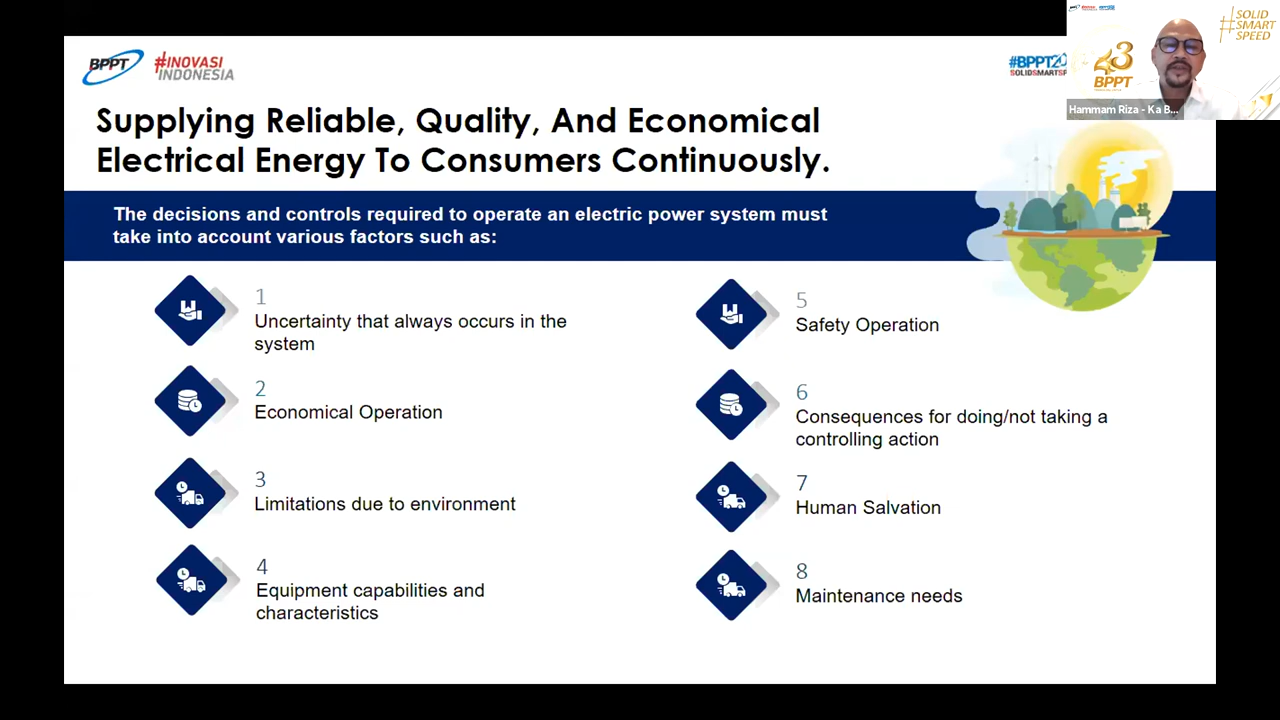 BPPT
#INOVASI
INDONESIA
#BPPT20
SOLIDSMARTSP
43
BPPT
Hammam Riza - Ka B...
#SOLID
SMART
SPEED
Supplying Reliable, Quality, And Economical
Electrical Energy To Consumers Continuously.
The decisions and controls required to operate an electric power system must
take into account various factors such as:
1
Uncertainty that always occurs in the
system
2
Economical Operation
3
Limitations due to environment
4
Equipment capabilities and
characteristics
5
Safety Operation
6
Consequences for doing/not taking a
controlling action
7
Human Salvation
8
Maintenance needs